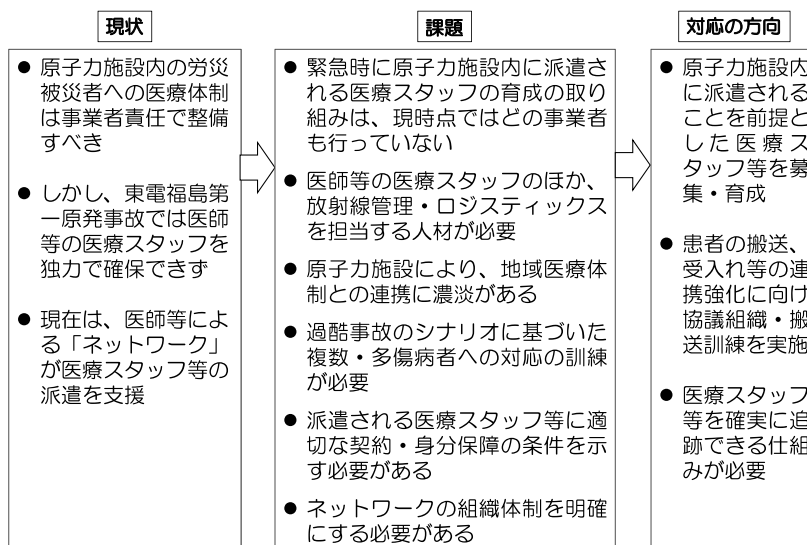 現状
● 原子力施設内の労災
被災者への医療体制
は事業者責任で整備
すべき
● しかし、東電福島第
一原発事故では医師
等の医療スタッフを
独力で確保できず
● 現在は、医師等によ
る「ネットワーク」
が医療スタッフ等の
派遣を支援
課題
● 緊急時に原子力施設内に派遣さ
れる医療スタッフの育成の取り
組みは、現時点ではどの事業者
も行っていない
● 医師等の医療スタッフのほか、
放射線管理・ロジスティックス
を担当する人材が必要
● 原子力施設により、地域医療体
制との連携に濃淡がある
● 過酷事故のシナリオに基づいた
複数・多傷病者への対応の訓練
が必要
● 派遣される医療スタッフ等に適
切な契約・身分保障の条件を示
す必要がある
● ネットワークの組織体制を明確
にする必要がある
対応の方向
● 原子力施設内
に派遣される
ことを前提と
した医療ス
タッフ等を募
集・育成
● 患者の搬送、
受入れ等の連
携強化に向け
協議組織・搬
送訓練を実施
● 医療スタッフ
等を確実に追
跡できる仕組
みが必要